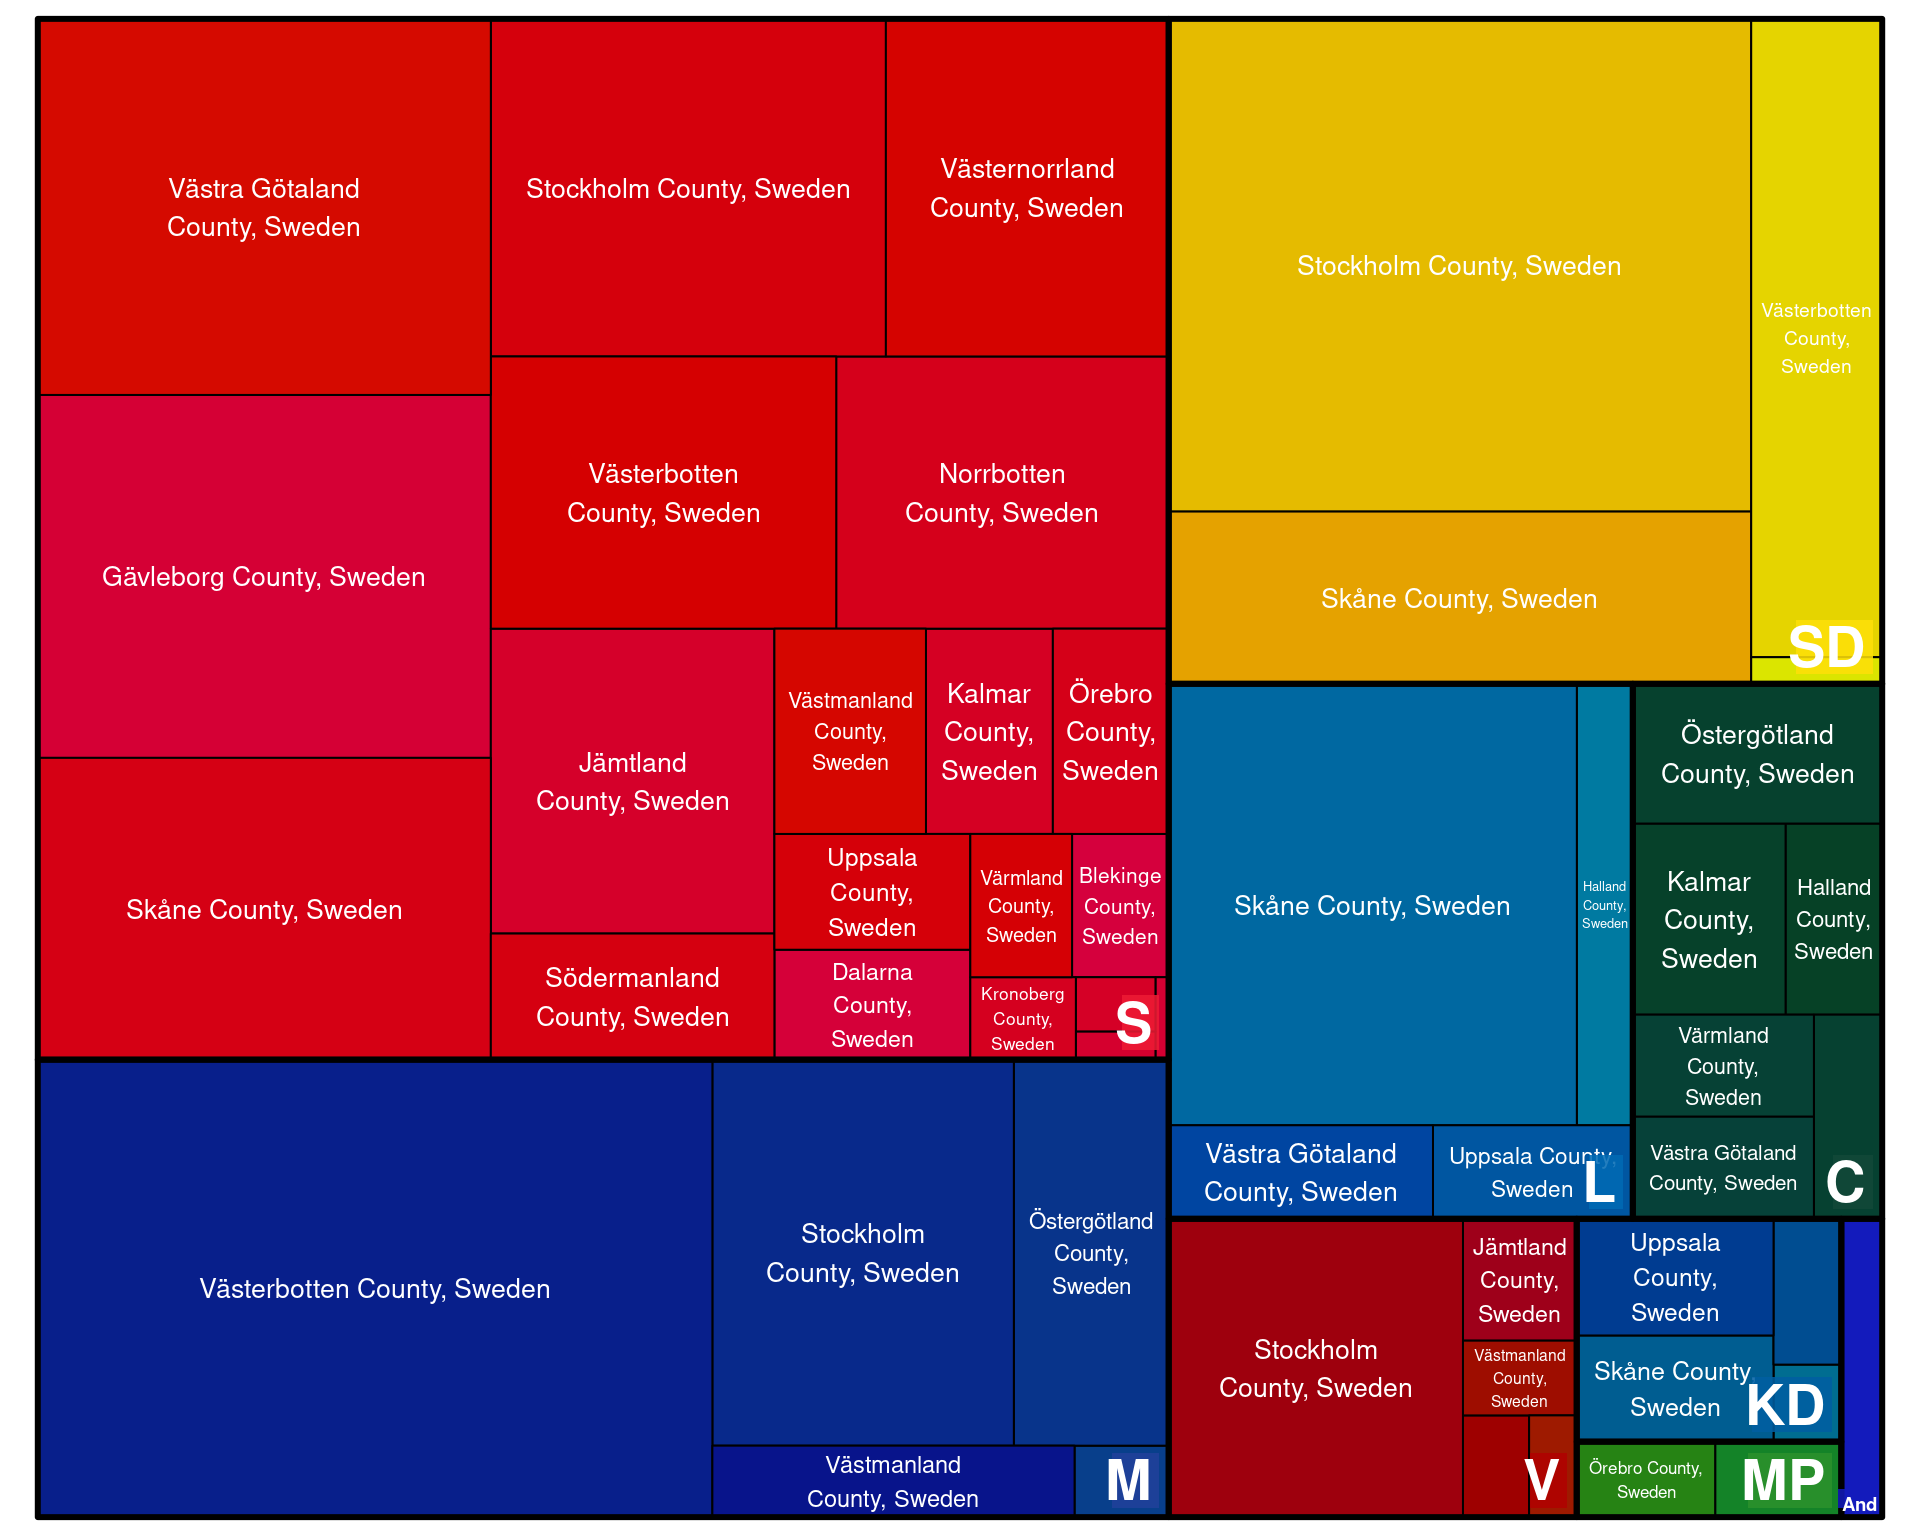 Västra Götaland
County, Sweden
Stockholm County, Sweden
Västernorrland
County, Sweden
Gävleborg County, Sweden
Västerbotten
County, Sweden
Norrbotten
County, Sweden
Skåne County, Sweden
Jämtland
County, Sweden
Västmanland
County,
Sweden
Kalmar
County,
Sweden
Örebro
County,
Sweden
Uppsala
County,
Sweden
Värmland
County,
Sweden
Blekinge
County,
Sweden
Södermanland
County, Sweden
Dalarna
County,
Sweden
Kronoberg
County,
Sweden
S
Västerbotten County, Sweden
Stockholm
County, Sweden
Östergötland
County,
Sweden
Västmanland
County, Sweden
M
Stockholm County, Sweden
Västerbotten
County,
Sweden
Skåne County, Sweden
SD
Skåne County, Sweden
Halland
County,
Sweden
Västra Götaland
County, Sweden
Uppsala County,
Sweden
L
Östergötland
County, Sweden
Kalmar
County,
Sweden
Halland
County,
Sweden
Värmland
County,
Sweden
Västra Götaland
County, Sweden
C
Stockholm
County, Sweden
Jämtland
County,
Sweden
Västmanland
County,
Sweden
V
Uppsala
County,
Sweden
Skåne County,
Sweden
KD
Örebro County,
Sweden
MP
And